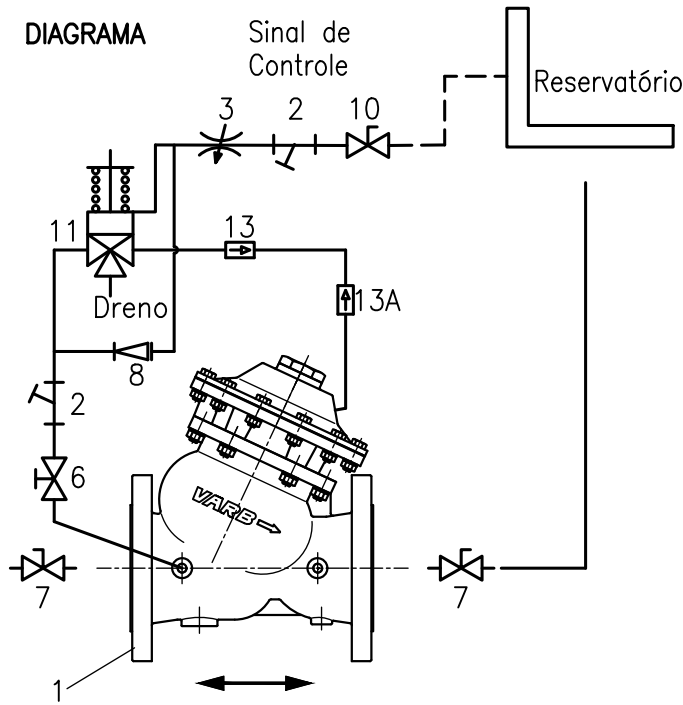 DIAGRAMA
Sinal de
Controle
Reservatório
3
2
10
11
13
Dreno
13A
8
2
6
VARB
7
7
1